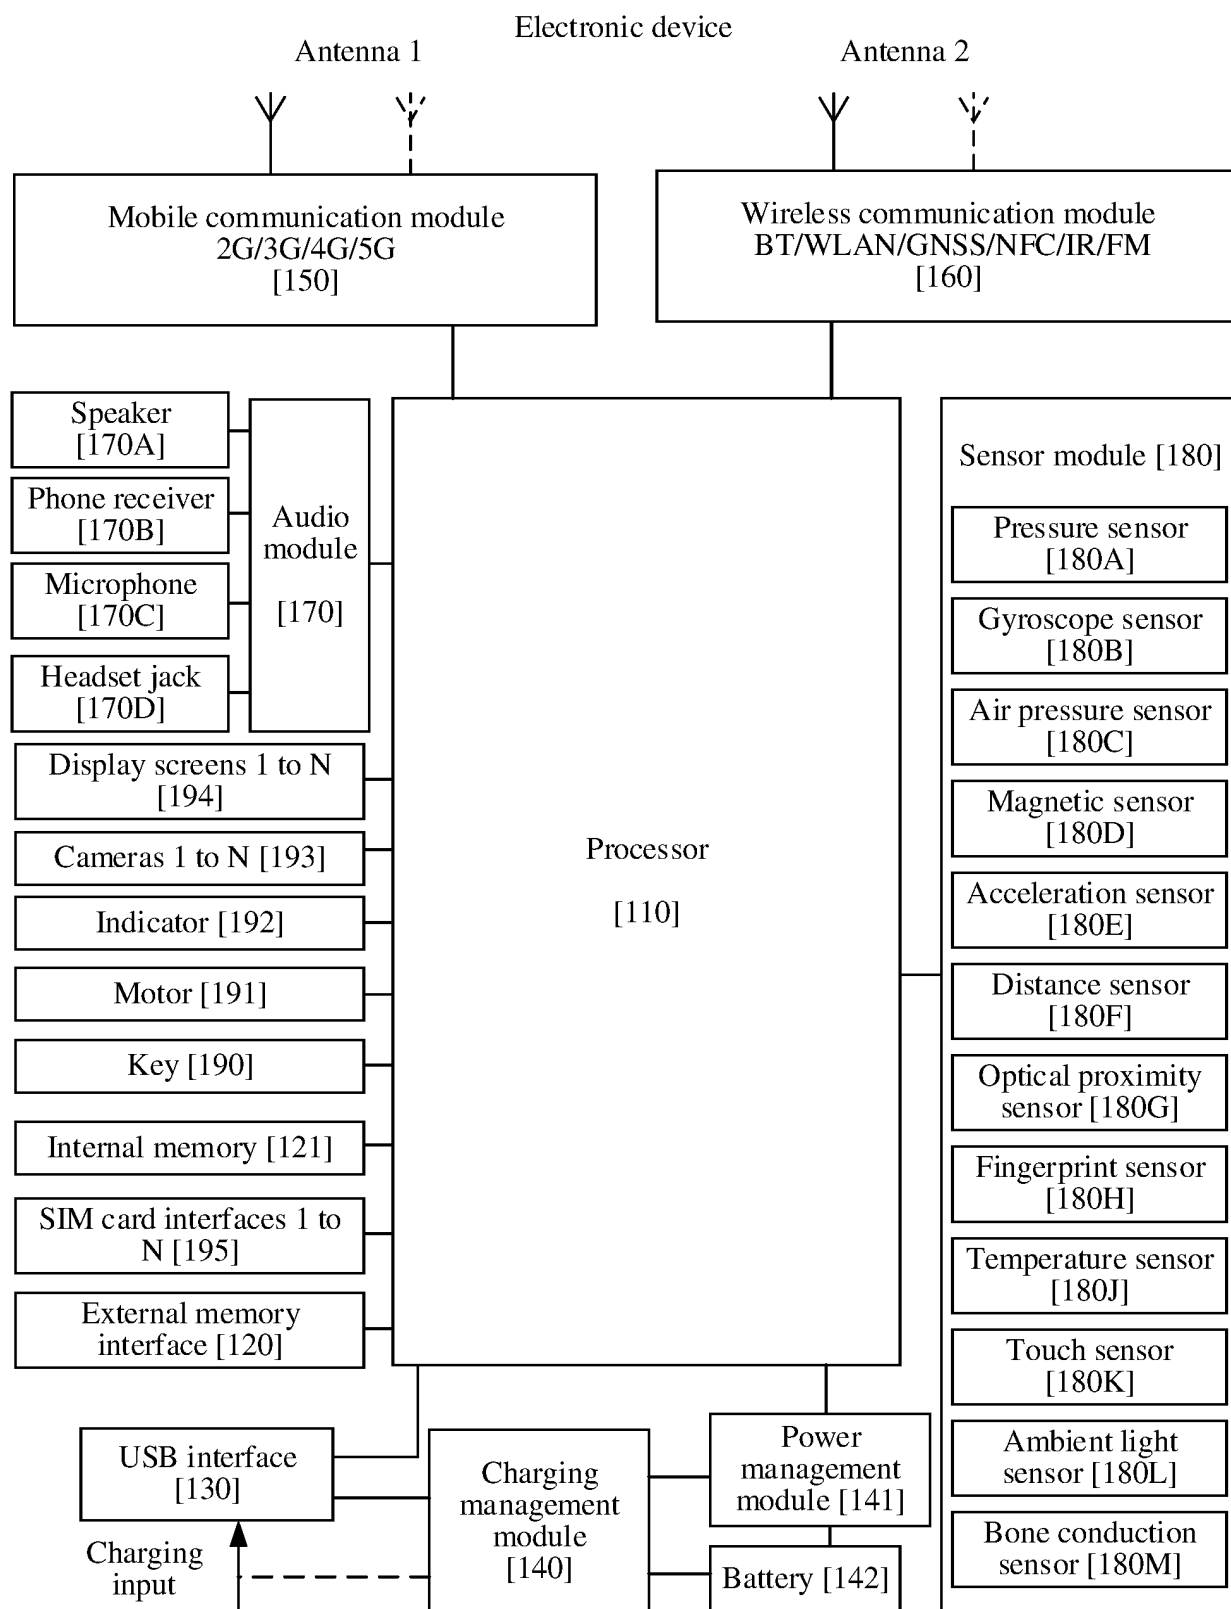 Electronic device
Antenna 1
Antenna 2
Mobile communication module
2G/3G/4G/5G
[150]
Wireless communication module
BT/WLAN/GNSS/NFC/IR/FM
[160]
Speaker
[170A]
Phone receiver
[170B]
Microphone
[170C]
Headset jack
[170D]
Audio
module
[170]
Display screens 1 to N
[194]
Cameras 1 to N [193]
Indicator [192]
Motor [191]
Key [190]
Internal memory [121]
SIM card interfaces 1 to
N [195]
External memory
interface [120]
Processor
[110]
Sensor module [180]
Pressure sensor
[180A]
Gyroscope sensor
[180B]
Air pressure sensor
[180C]
Magnetic sensor
[180D]
Acceleration sensor
[180E]
Distance sensor
[180F]
Optical proximity
sensor [180G]
Fingerprint sensor
[180H]
Temperature sensor
[180J]
Touch sensor
[180K]
Ambient light
sensor [180L]
Bone conduction
sensor [180M]
USB interface
[130]
Charging
input
Charging
management
module
[140]
Power
management
module [141]
Battery [142]